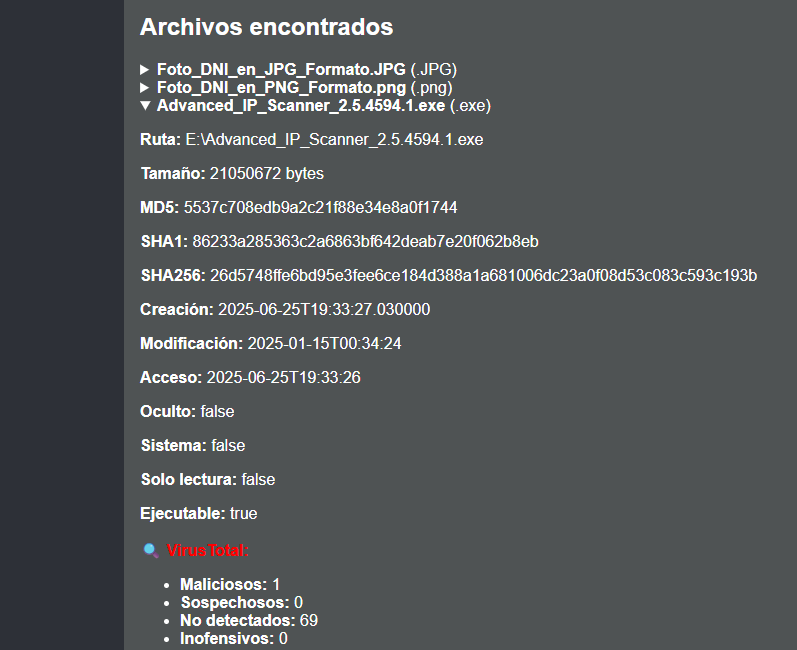 Archivos encontrados
▶ Foto_DNI_en_JPG_Formato.JPG (.JPG)
▶ Foto_DNI_en_PNG_Formato.png (.png)
▼ Advanced_IP_Scanner_2.5.4594.1.exe (.exe)
Ruta: E:\Advanced_IP_Scanner_2.5.4594.1.exe
Tamaño: 21050672 bytes
MD5: 5537c708edb9a2c21f88e34e8a0f1744
SHA1: 86233a285363c2a6863bf642deab7e20f062b8eb
SHA256: 26d5748ffe6bd95e3fee6ce184d388a1a681006dc23a0f08d53c083c593c193b
Creación: 2025-06-25T19:33:27.030000
Modificación: 2025-01-15T00:34:24
Acceso: 2025-06-25T19:33:26
Oculto: false
Sistema: false
Solo lectura: false
Ejecutable: true
VirusTotal:
• Maliciosos: 1
• Sospechosos: 0
• No detectados: 69
• Inofensivos: 0